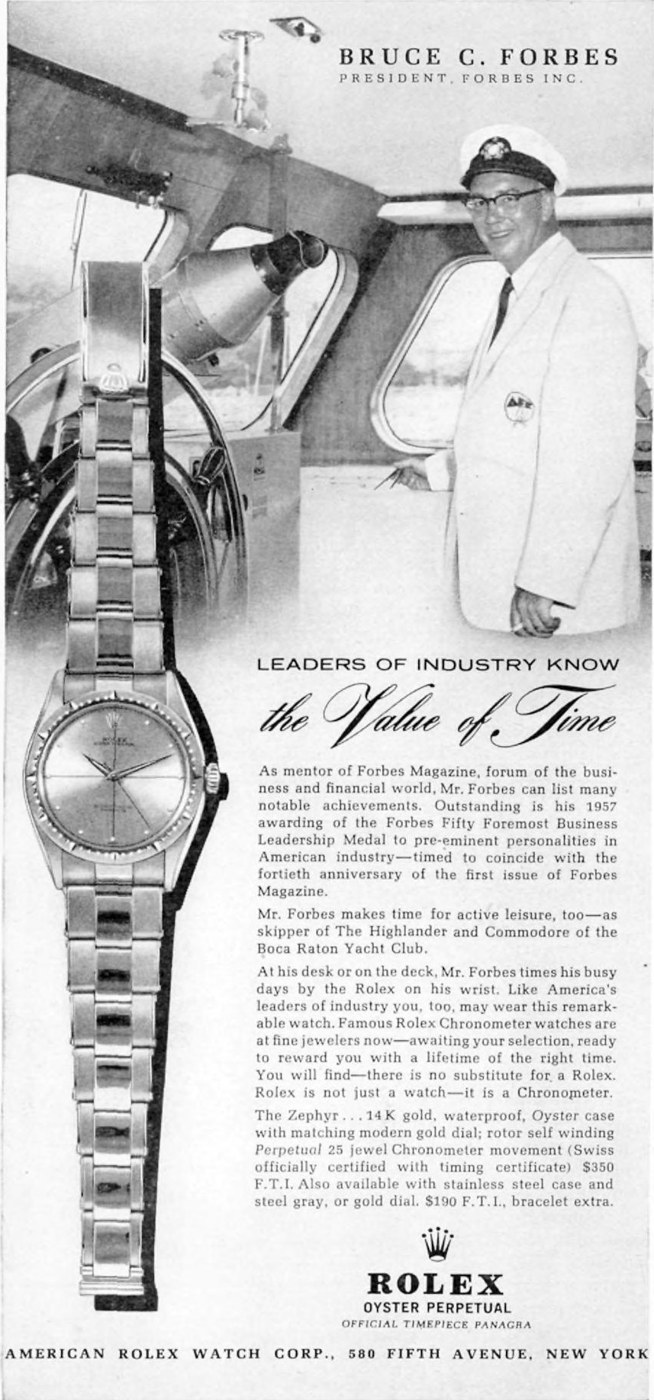 BRUCE C. FORBES
PRESIDENT, FORBES INC.
LEADERS OF INDUSTRY KNOW
the Value of Time
As mentor of Forbes Magazine, forum of the busi-
ness and financial world, Mr. Forbes can list many
notable achievements. Outstanding is his 1957
awarding of the Forbes Fifty Foremost Business
Leadership Medal to pre-eminent personalities in
American industry—timed to coincide with the
fortieth anniversary of the first issue of Forbes
Magazine.
Mr. Forbes makes time for active leisure, too—as
skipper of The Highlander and Commodore of the
Boca Raton Yacht Club.
At his desk or on the deck, Mr. Forbes times his busy
days by the Rolex on his wrist. Like America's
leaders of industry you, too, may wear this remark-
able watch. Famous Rolex Chronometer watches are
at fine jewelers now—awaiting your selection, ready
to reward you with a lifetime of the right time.
You will find—there is no substitute for a Rolex.
Rolex is not just a watch—it is a Chronometer.
The Zephyr . . . 14 K gold, waterproof, Oyster case
with matching modern gold dial; rotor self winding
Perpetual 25 jewel Chronometer movement (Swiss
officially certified with timing certificate) $350
F.T.I. Also available with stainless steel case and
steel gray, or gold dial. $190 F.T.I., bracelet extra.
ROLEX
ROLEX
OYSTER PERPETUAL
OFFICIAL TIMEPIECE PANAGRA
AMERICAN ROLEX WATCH CORP., 580 FIFTH AVENUE, NEW YORK